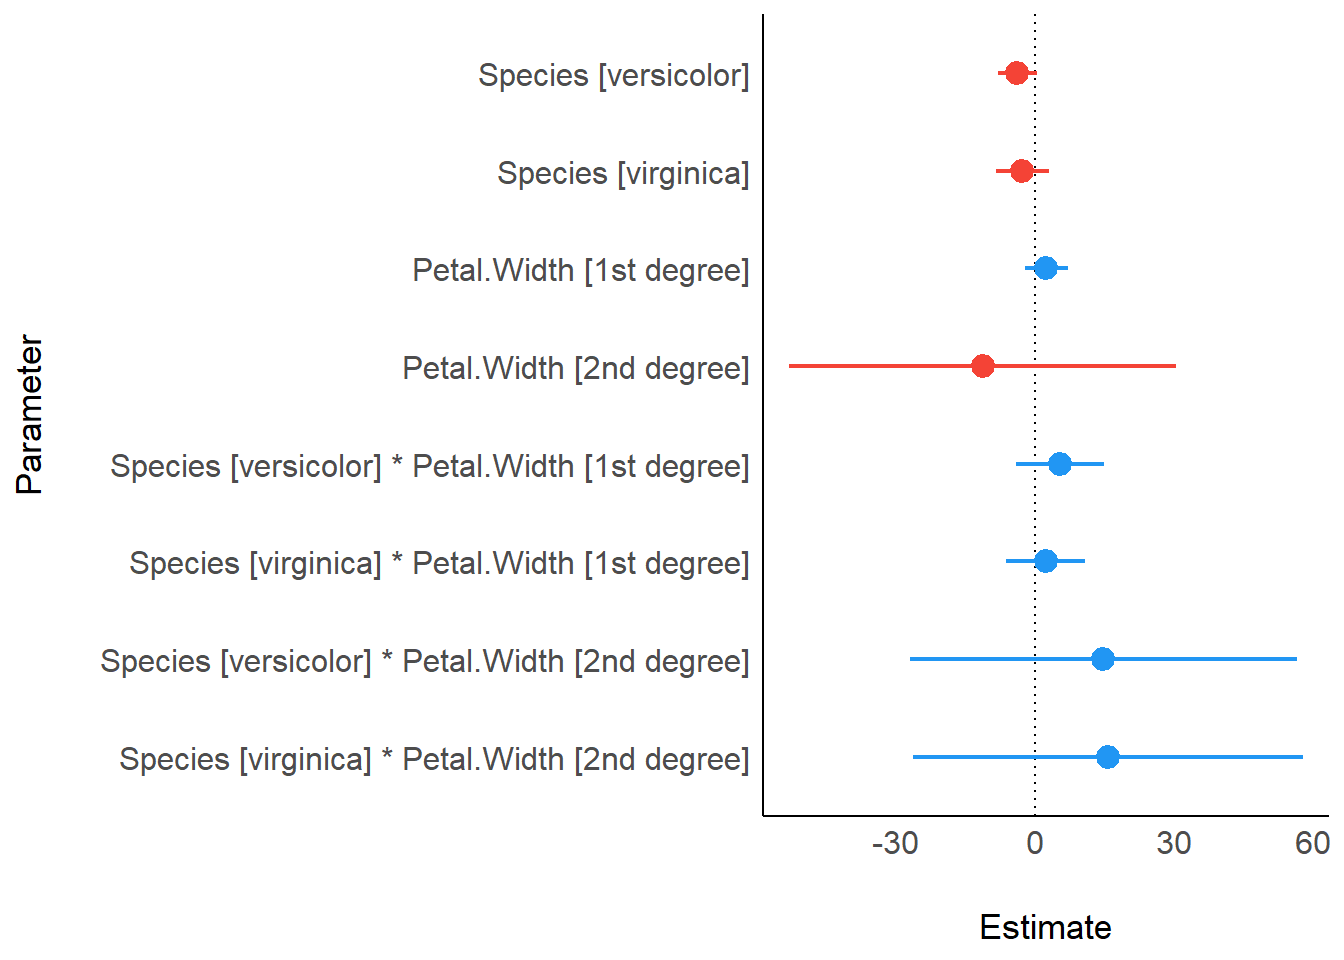 Species [versicolor]
Species [virginica]
Petal.Width [1st degree]
Petal.Width [2nd degree]
Species [versicolor] * Petal.Width [1st degree]
Species [virginica] * Petal.Width [1st degree]
Species [versicolor] * Petal.Width [2nd degree]
Species [virginica] * Petal.Width [2nd degree]
Parameter
-30 0 30 60
Estimate